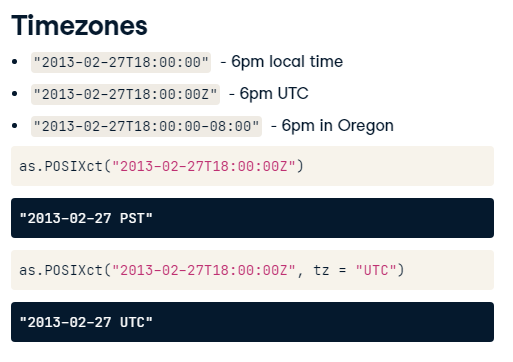 Timezones
• "2013-02-27T18:00:00" - 6pm local time
• "2013-02-27T18:00:00Z" - 6pm UTC
• "2013-02-27T18:00:00-08:00" - 6pm in Oregon
as.POSIXct("2013-02-27T18:00:00Z")
"2013-02-27 PST"
as.POSIXct("2013-02-27T18:00:00Z", tz = "UTC")
"2013-02-27 UTC"